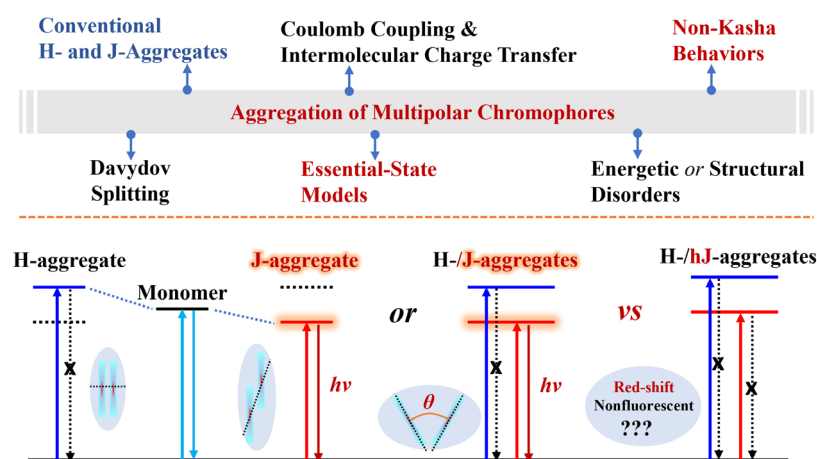 Conventional
H- and J-Aggregates
Coulomb Coupling &
Intermolecular Charge Transfer
Non-Kasha
Behaviors
Aggregation of Multipolar Chromophores
Davydov
Splitting
Essential-State
Models
Energetic or Structural
Disorders
H-aggregate
Monomer
J-aggregate
or
H-/J-aggregates
vs
H-/hJ-aggregates
X
hv
θ
X
hv
Red-shift
Nonfluorescent
???
X
X